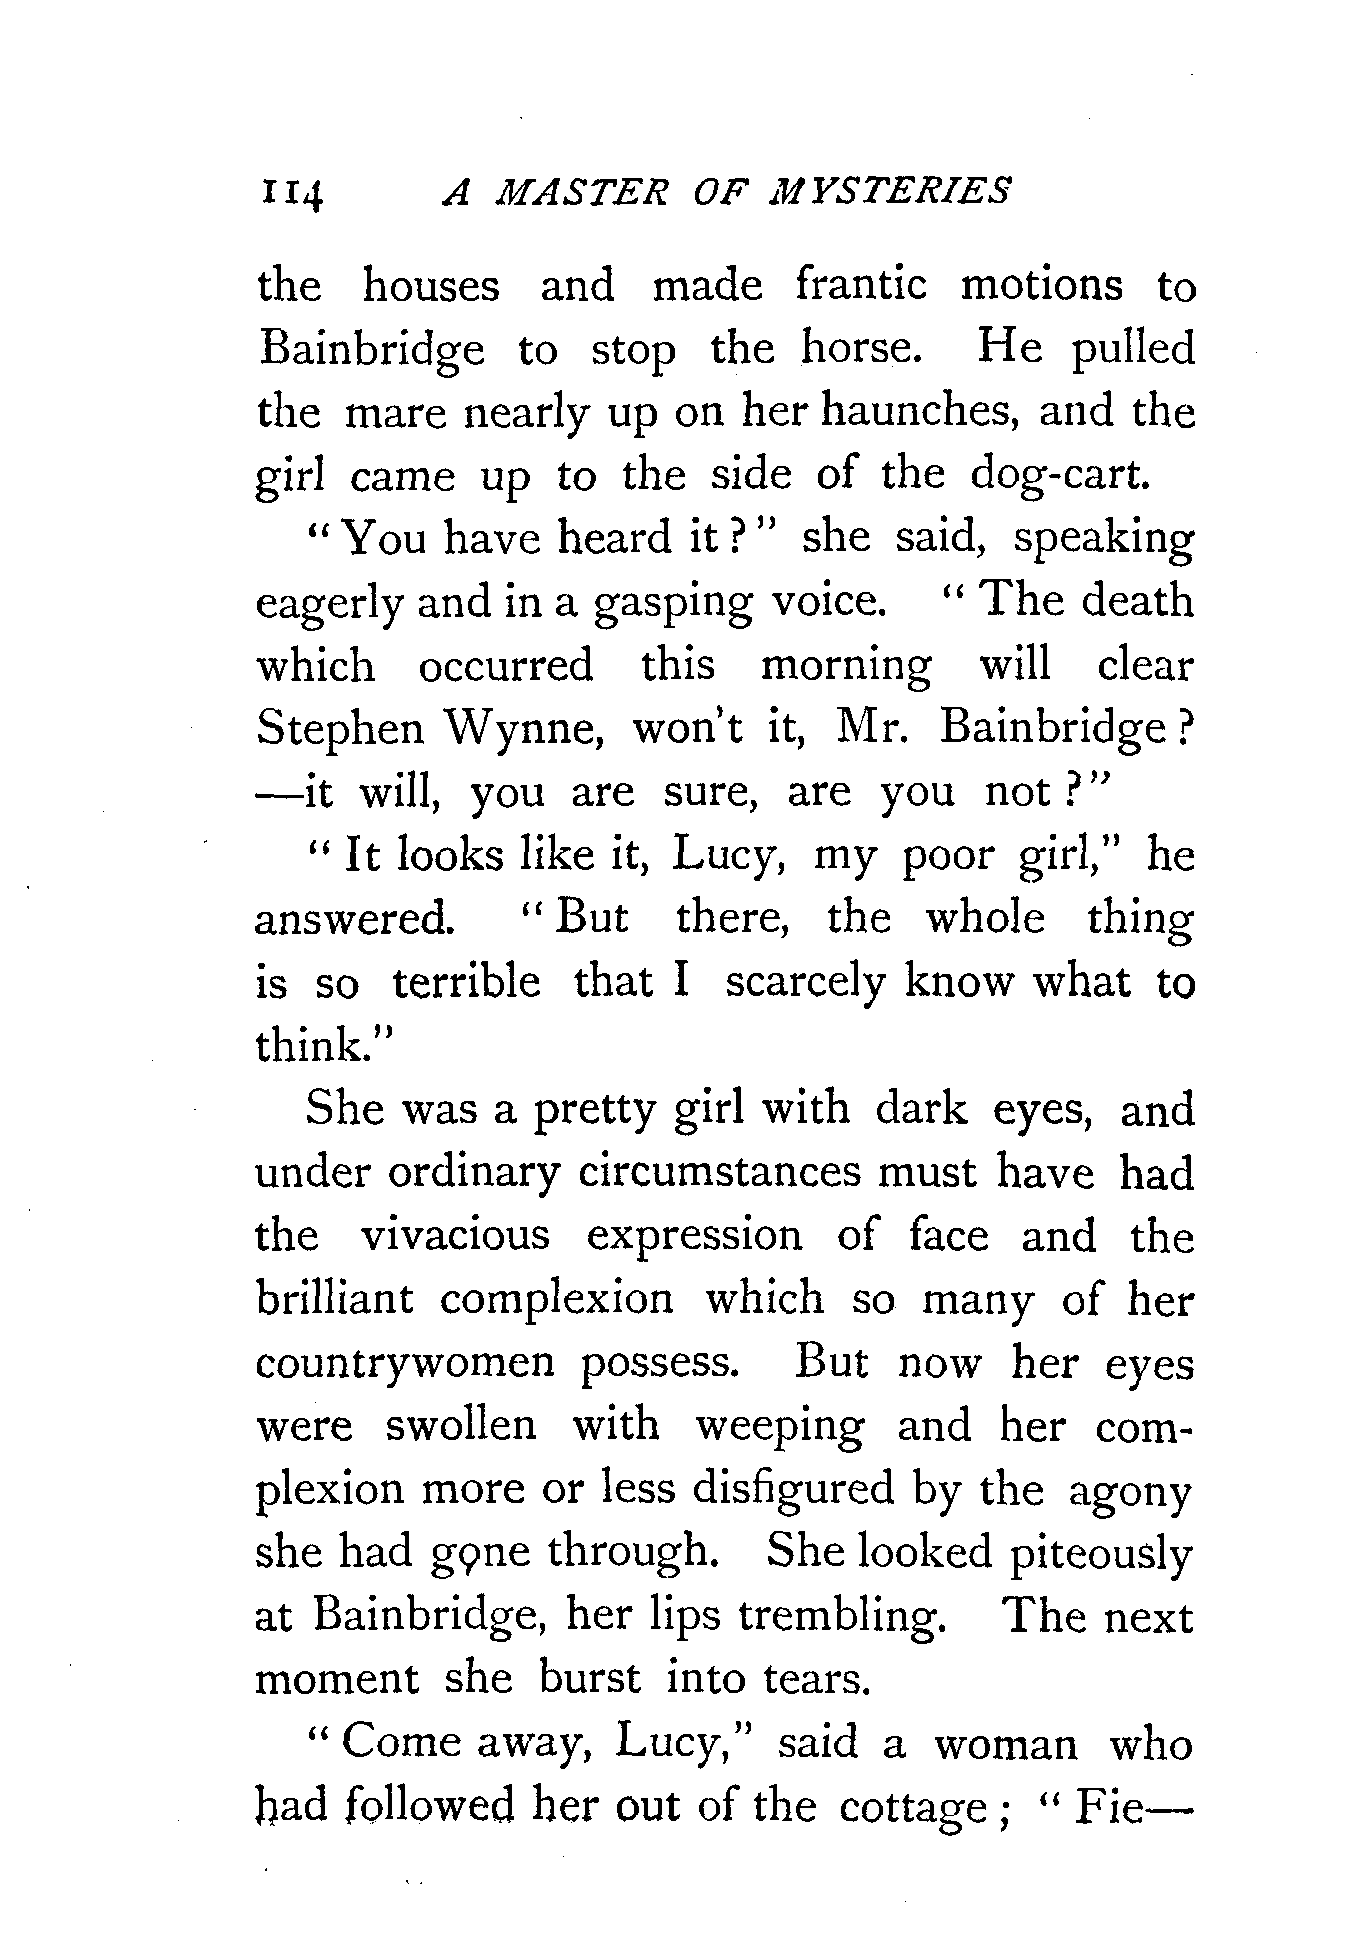 114 A MASTER OF MYSTERIES
the houses and made frantic motions to
Bainbridge to stop the horse. He pulled
the mare nearly up on her haunches, and the
girl came up to the side of the dog-cart.
"You have heard it?" she said, speaking
eagerly and in a gasping voice. "The death
which occurred this morning will clear
Stephen Wynne, won't it, Mr. Bainbridge?
—it will, you are sure, are you not?"
"It looks like it, Lucy, my poor girl," he
answered. "But there, the whole thing
is so terrible that I scarcely know what to
think."
She was a pretty girl with dark eyes, and
under ordinary circumstances must have had
the vivacious expression of face and the
brilliant complexion which so many of her
countrywomen possess. But now her eyes
were swollen with weeping and her com-
plexion more or less disfigured by the agony
she had gone through. She looked piteously
at Bainbridge, her lips trembling. The next
moment she burst into tears.
"Come away, Lucy," said a woman who
had followed her out of the cottage; "Fie—